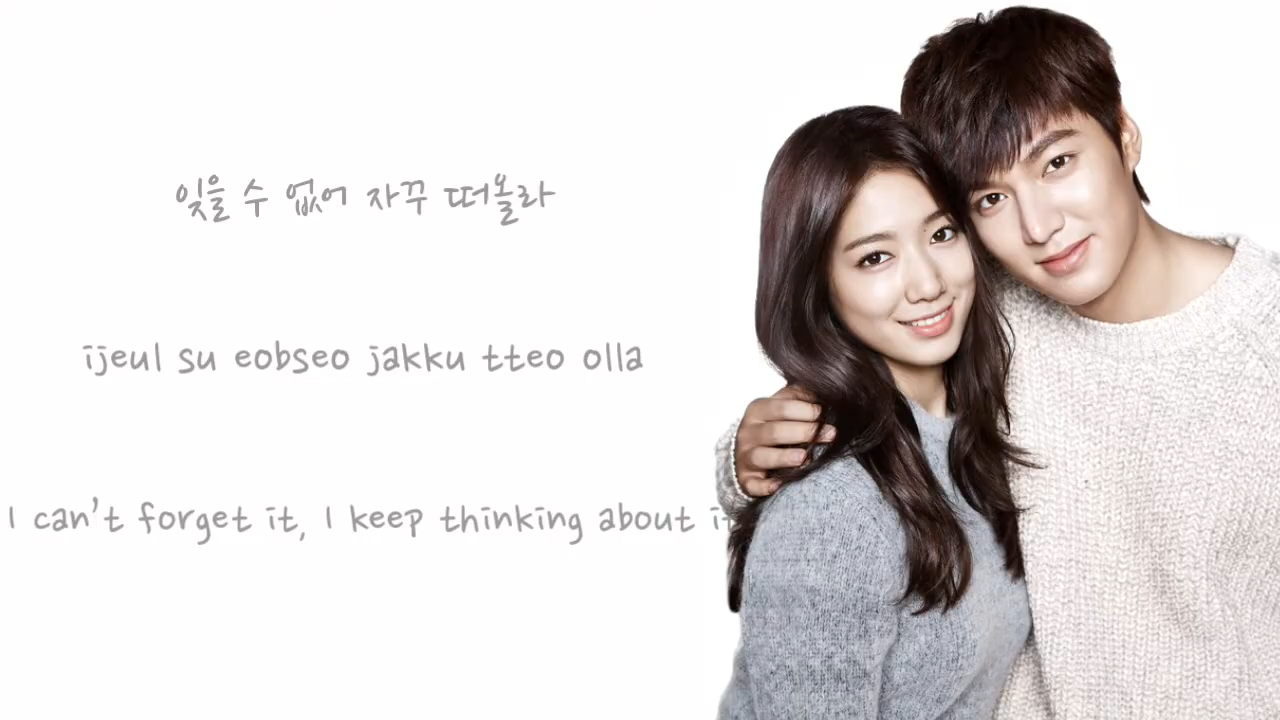 잊을 수 없어 자꾸 떠올라
ijeul su eobseo jakku tteo olla
I can't forget it, I keep thinking about it